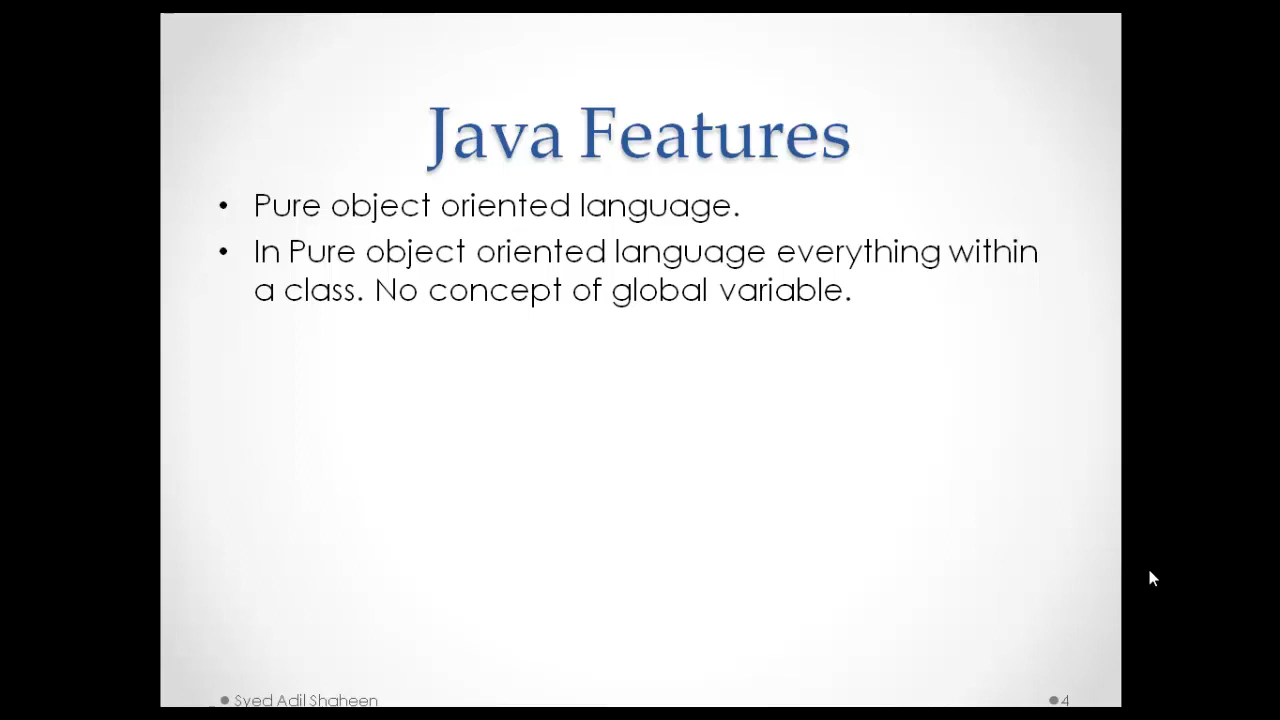 Java Features
• Pure object oriented language.
• In Pure object oriented language everything within
a class. No concept of global variable.
Syed Adil Shaheen
4